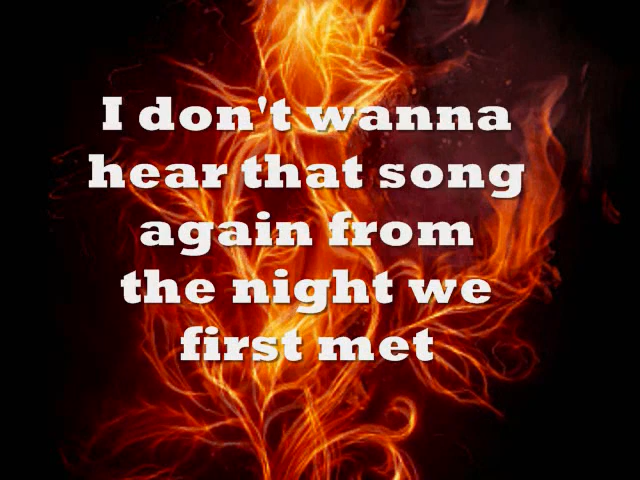 I don't wanna
hear that song
again from
the night we
first met